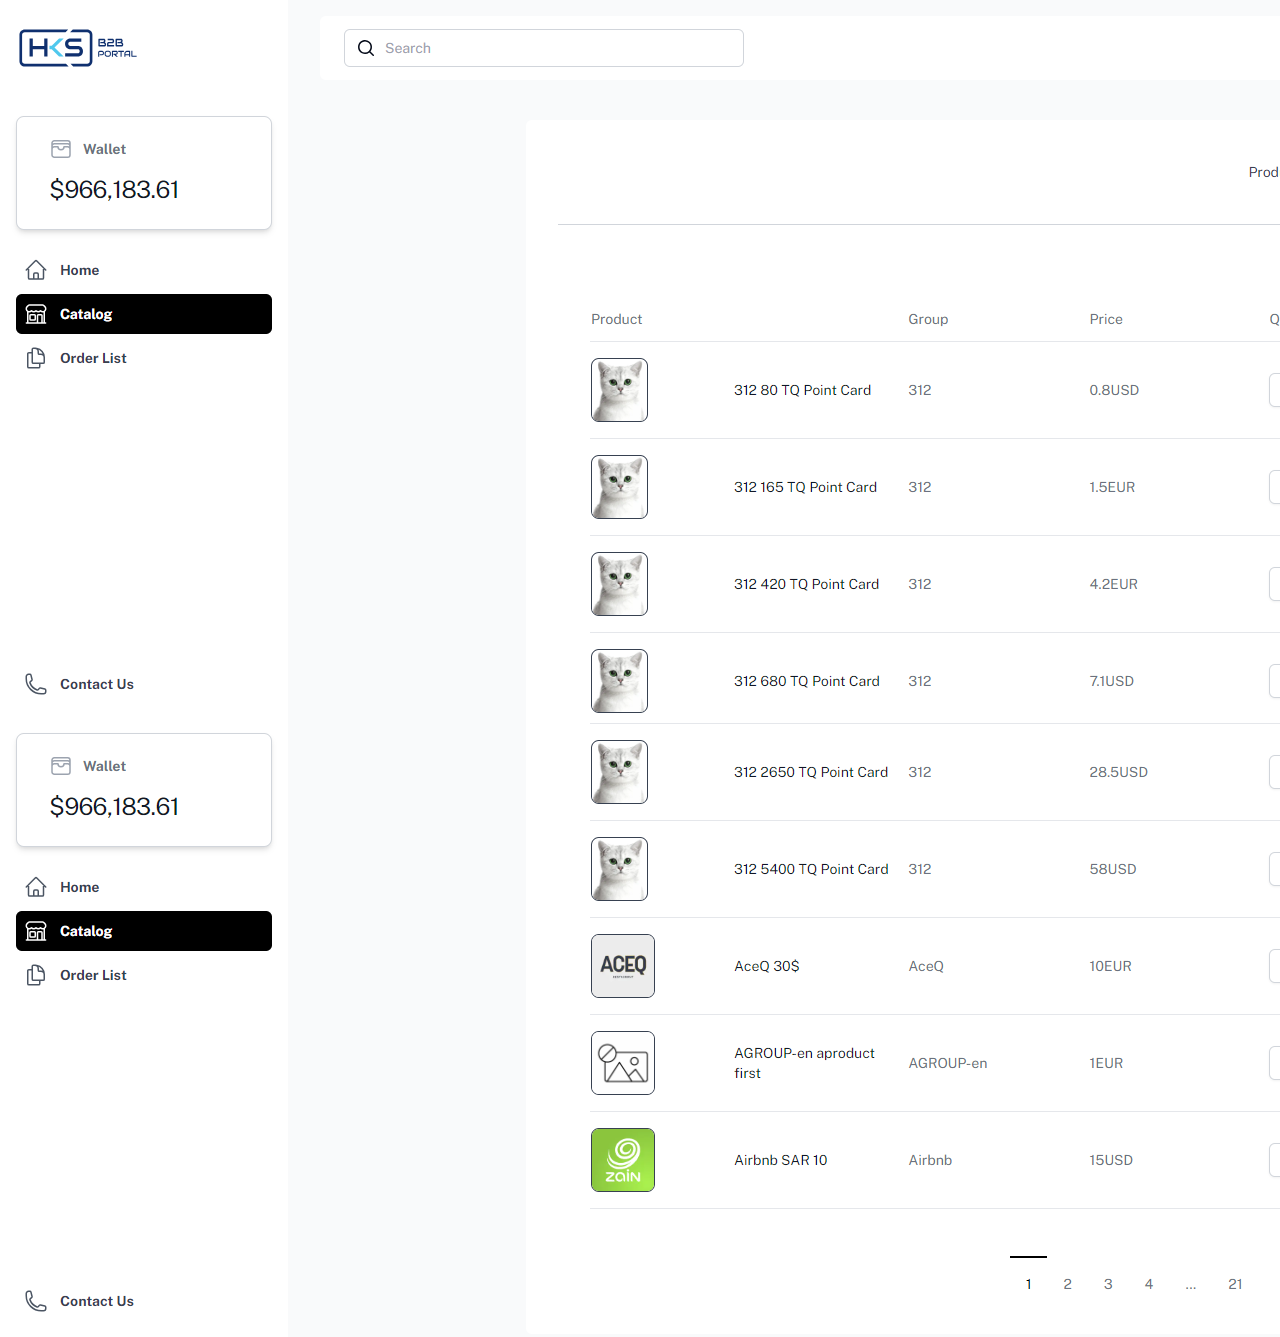 HKS B2B
PORTAL
Search
Wallet
$966,183.61
Home
Catalog
Order List
Contact Us
Wallet
$966,183.61
Home
Catalog
Order List
Contact Us
Prod
Product Group Price Q
312 80 TQ Point Card 312 0.8USD
312 165 TQ Point Card 312 1.5EUR
312 420 TQ Point Card 312 4.2EUR
312 680 TQ Point Card 312 7.1USD
312 2650 TQ Point Card 312 28.5USD
312 5400 TQ Point Card 312 58USD
ACEQ
AceQ 30$ AceQ 10EUR
AGROUP-en aproduct
first
AGROUP-en 1EUR
ZAIN
Airbnb SAR 10 Airbnb 15USD
1 2 3 4 ... 21